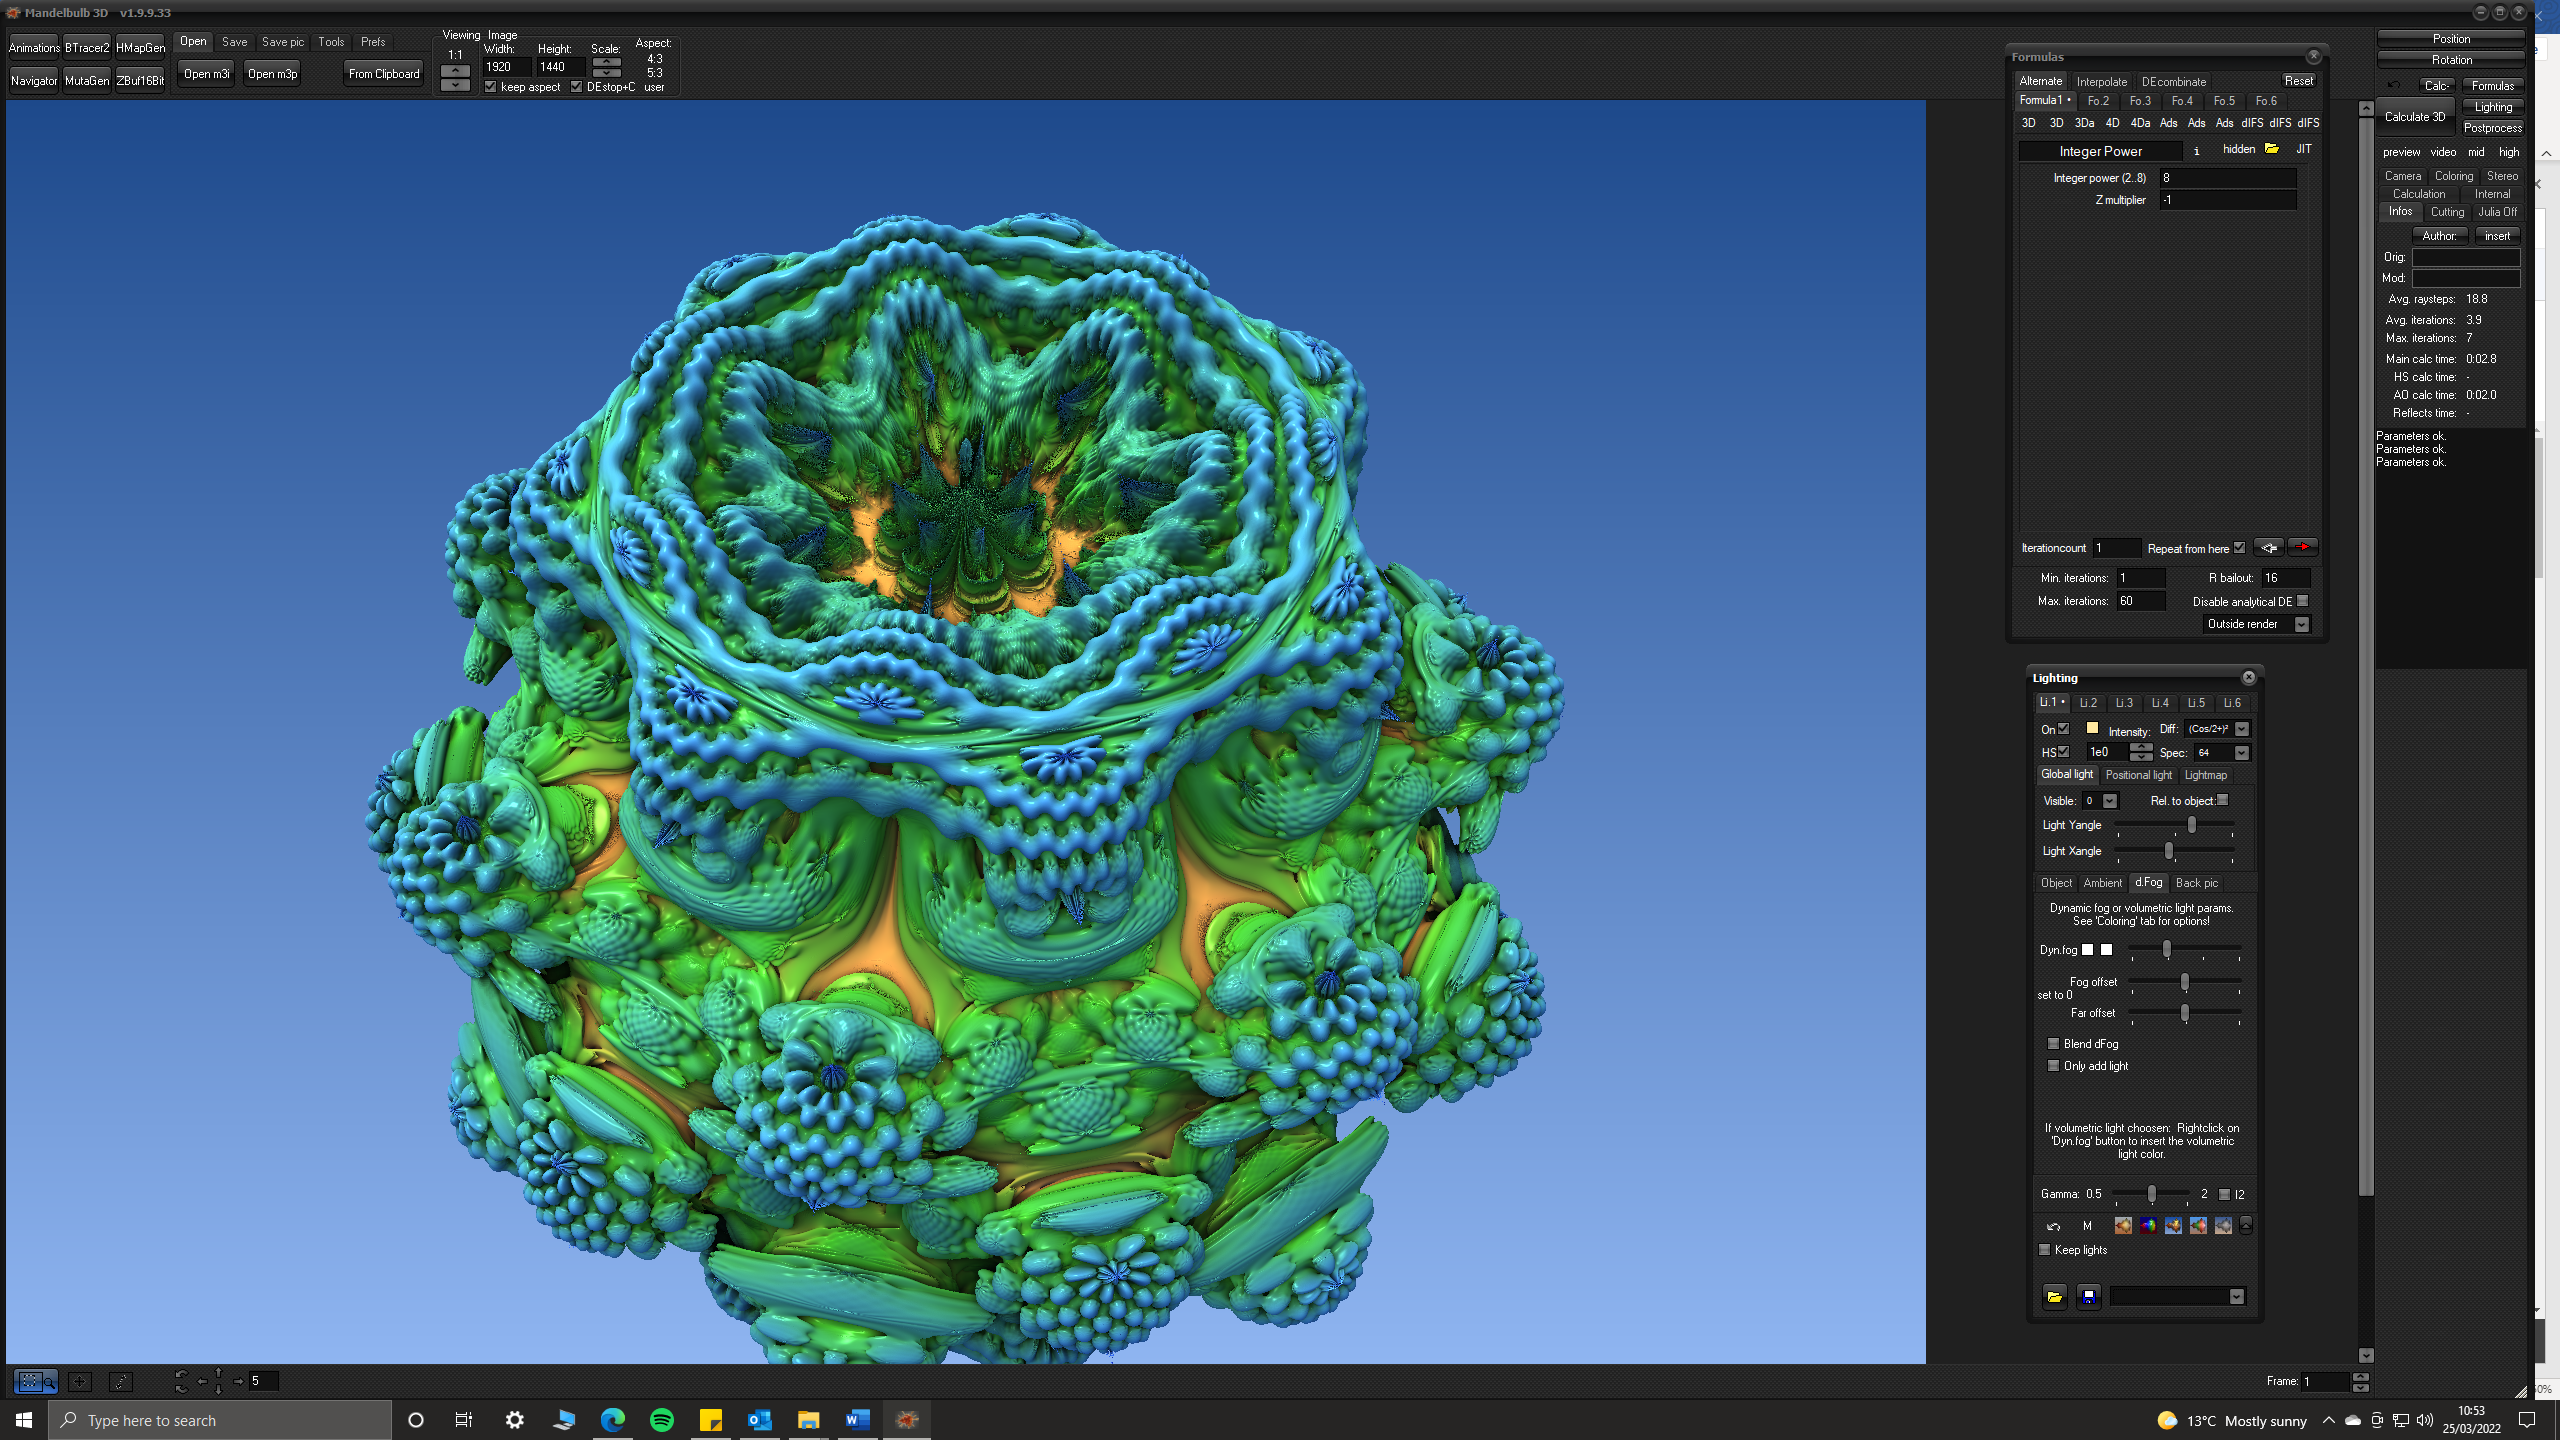 Mandelbulb 3D v1.9.9.33
Animations BTracer2 HMapGen
Navigator MutaGen ZBuf16Bit
Open Save Save pic Tools Prefs
Open m3i Open m3p From Clipboard
Viewing Image
1:1 Width: Height: Scale: Aspect:
1920 1440 4:3
5:3
keep aspect DEstop+C user
Formulas
Alternate Interpolate DEcombinate Reset
Formula1 • Fo.2 Fo.3 Fo.4 Fo.5 Fo.6
3D 3D 3Da 4D 4Da Ads Ads Ads dIFS dIFS dIFS
Integer Power i hidden JIT
Integer power (2..8) 8
Z multiplier -1
Iterationcount 1 Repeat from here
Min. iterations: 1 R bailout: 16
Max. iterations: 60 Disable analytical DE
Outside render
Lighting
Li.1 • Li.2 Li.3 Li.4 Li.5 Li.6
On Intensity: Diff: (Cos/2+)²
HS 1e0 Spec: 64
Global light Positional light Lightmap
Visible: 0 Rel. to object:
Light Yangle
Light Xangle
Object Ambient d.Fog Back pic
Dynamic fog or volumetric light params.
See 'Coloring' tab for options!
Dyn.fog
Fog offset
set to 0
Far offset
Blend dFog
Only add light
If volumetric light choosen: Rightclick on
'Dyn.fog' button to insert the volumetric
light color.
Gamma: 0.5 2 I2
M
Keep lights
Position
Rotation
Calc- Formulas
Calculate 3D Lighting
Postprocess
preview video mid high
Camera Coloring Stereo
Calculation Internal
Infos Cutting Julia Off
Author: insert
Orig:
Mod:
Avg. raysteps: 18.8
Avg. iterations: 3.9
Max. iterations: 7
Main calc time: 0:02.8
HS calc time: -
AO calc time: 0:02.0
Reflects time: -
Parameters ok.
Parameters ok.
Parameters ok.
5
Frame: 1
Type here to search
13°C Mostly sunny
10:53
25/03/2022